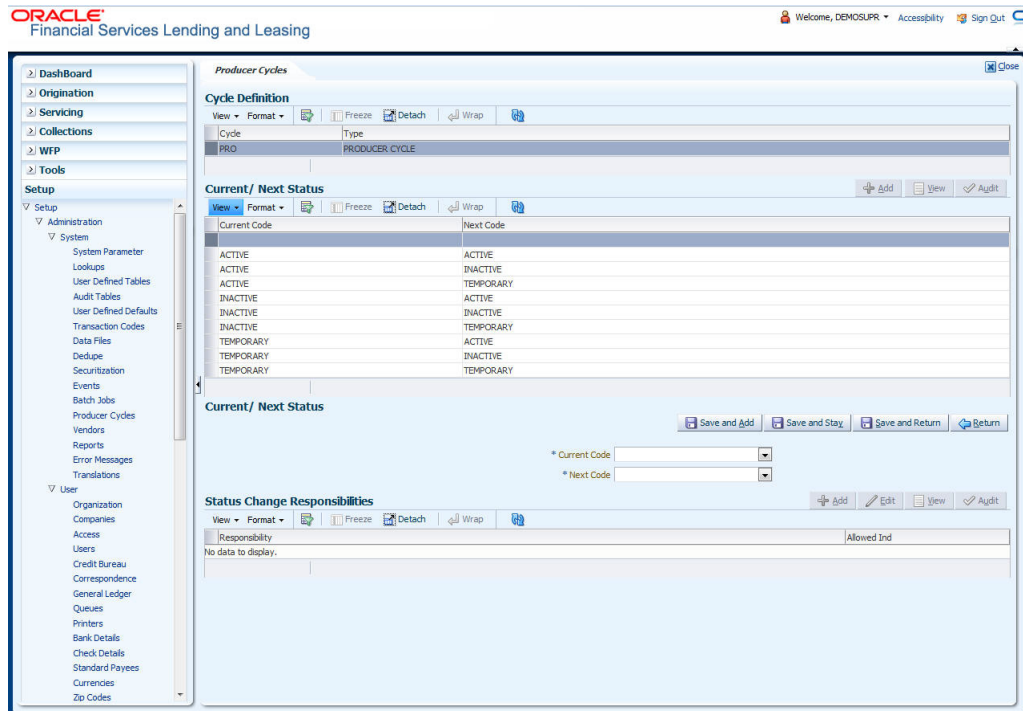 ORACLE'
Financial Services Lending and Leasing
Welcome, DEMOSUPR Accessibility Sign Out
Close
DashBoard
Origination
Servicing
Collections
WFP
Tools
Setup
Setup
Administration
System
System Parameter
Lookups
User Defined Tables
Audit Tables
User Defined Defaults
Transaction Codes
Data Files
Dedupe
Securitization
Events
Batch Jobs
Producer Cycles
Vendors
Reports
Error Messages
Translations
User
Organization
Companies
Access
Users
Credit Bureau
Correspondence
General Ledger
Queues
Printers
Bank Details
Check Details
Standard Payees
Currencies
Zip Codes
Producer Cycles
Cycle Definition
View Format Freeze Detach Wrap
Cycle Type
PRO PRODUCER CYCLE
Current/ Next Status
Add View Audit
View Format Freeze Detach Wrap
Current Code Next Code
ACTIVE ACTIVE
ACTIVE INACTIVE
ACTIVE TEMPORARY
INACTIVE ACTIVE
INACTIVE INACTIVE
INACTIVE TEMPORARY
TEMPORARY ACTIVE
TEMPORARY INACTIVE
TEMPORARY TEMPORARY
Current/ Next Status
Save and Add Save and Stay Save and Return Return
* Current Code
* Next Code
Status Change Responsibilities
Add Edit View Audit
View Format Freeze Detach Wrap
Responsibility Allowed Ind
No data to display.